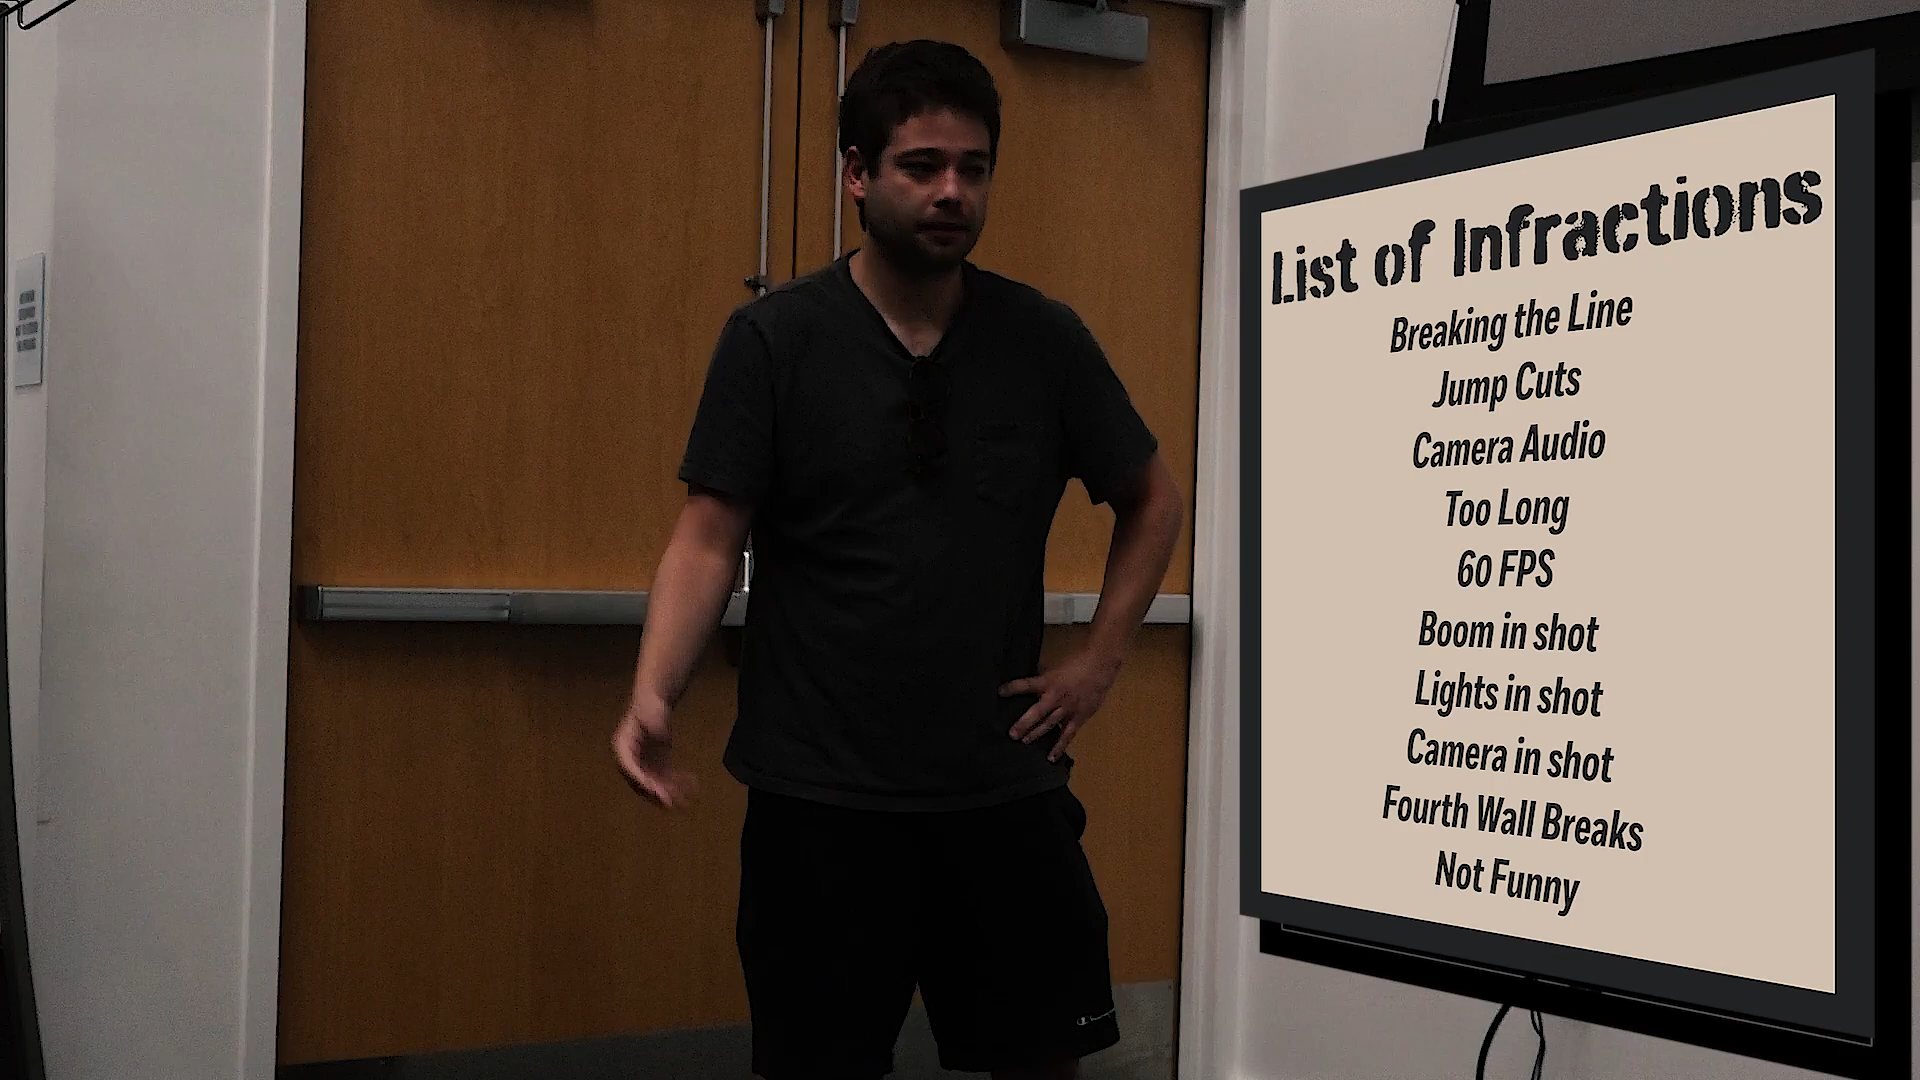 List of Infractions
Breaking the Line
Jump Cuts
Camera Audio
Too Long
60 FPS
Boom in shot
Lights in shot
Camera in shot
Fourth Wall Breaks
Not Funny